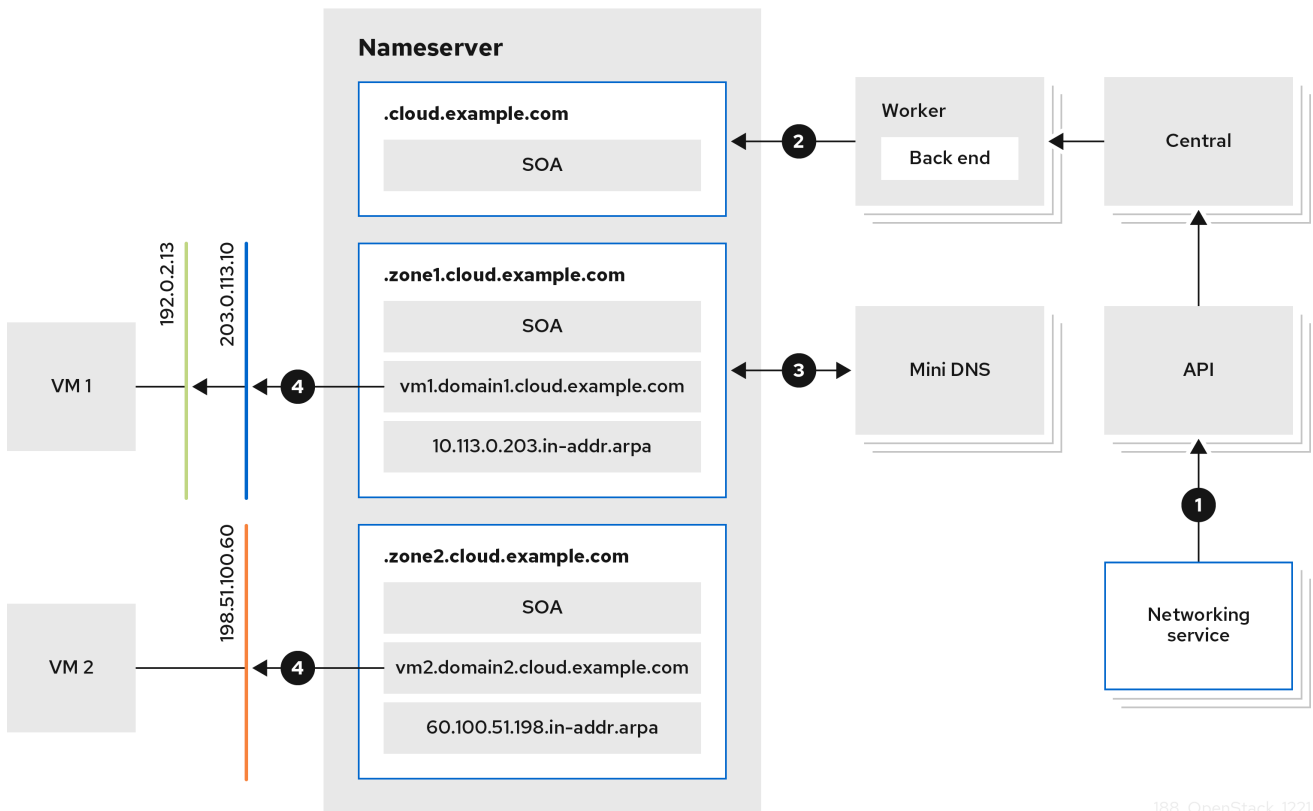 Nameserver
.cloud.example.com
SOA
2
Worker
Back end
Central
192.0.2.13
203.0.113.10
.zone1.cloud.example.com
SOA
VM 1
4
vm1.domain1.cloud.example.com
10.113.0.203.in-addr.arpa
3
Mini DNS
API
1
198.51.100.60
.zone2.cloud.example.com
SOA
VM 2
4
vm2.domain2.cloud.example.com
60.100.51.198.in-addr.arpa
Networking
service
188_OpenStack_1221